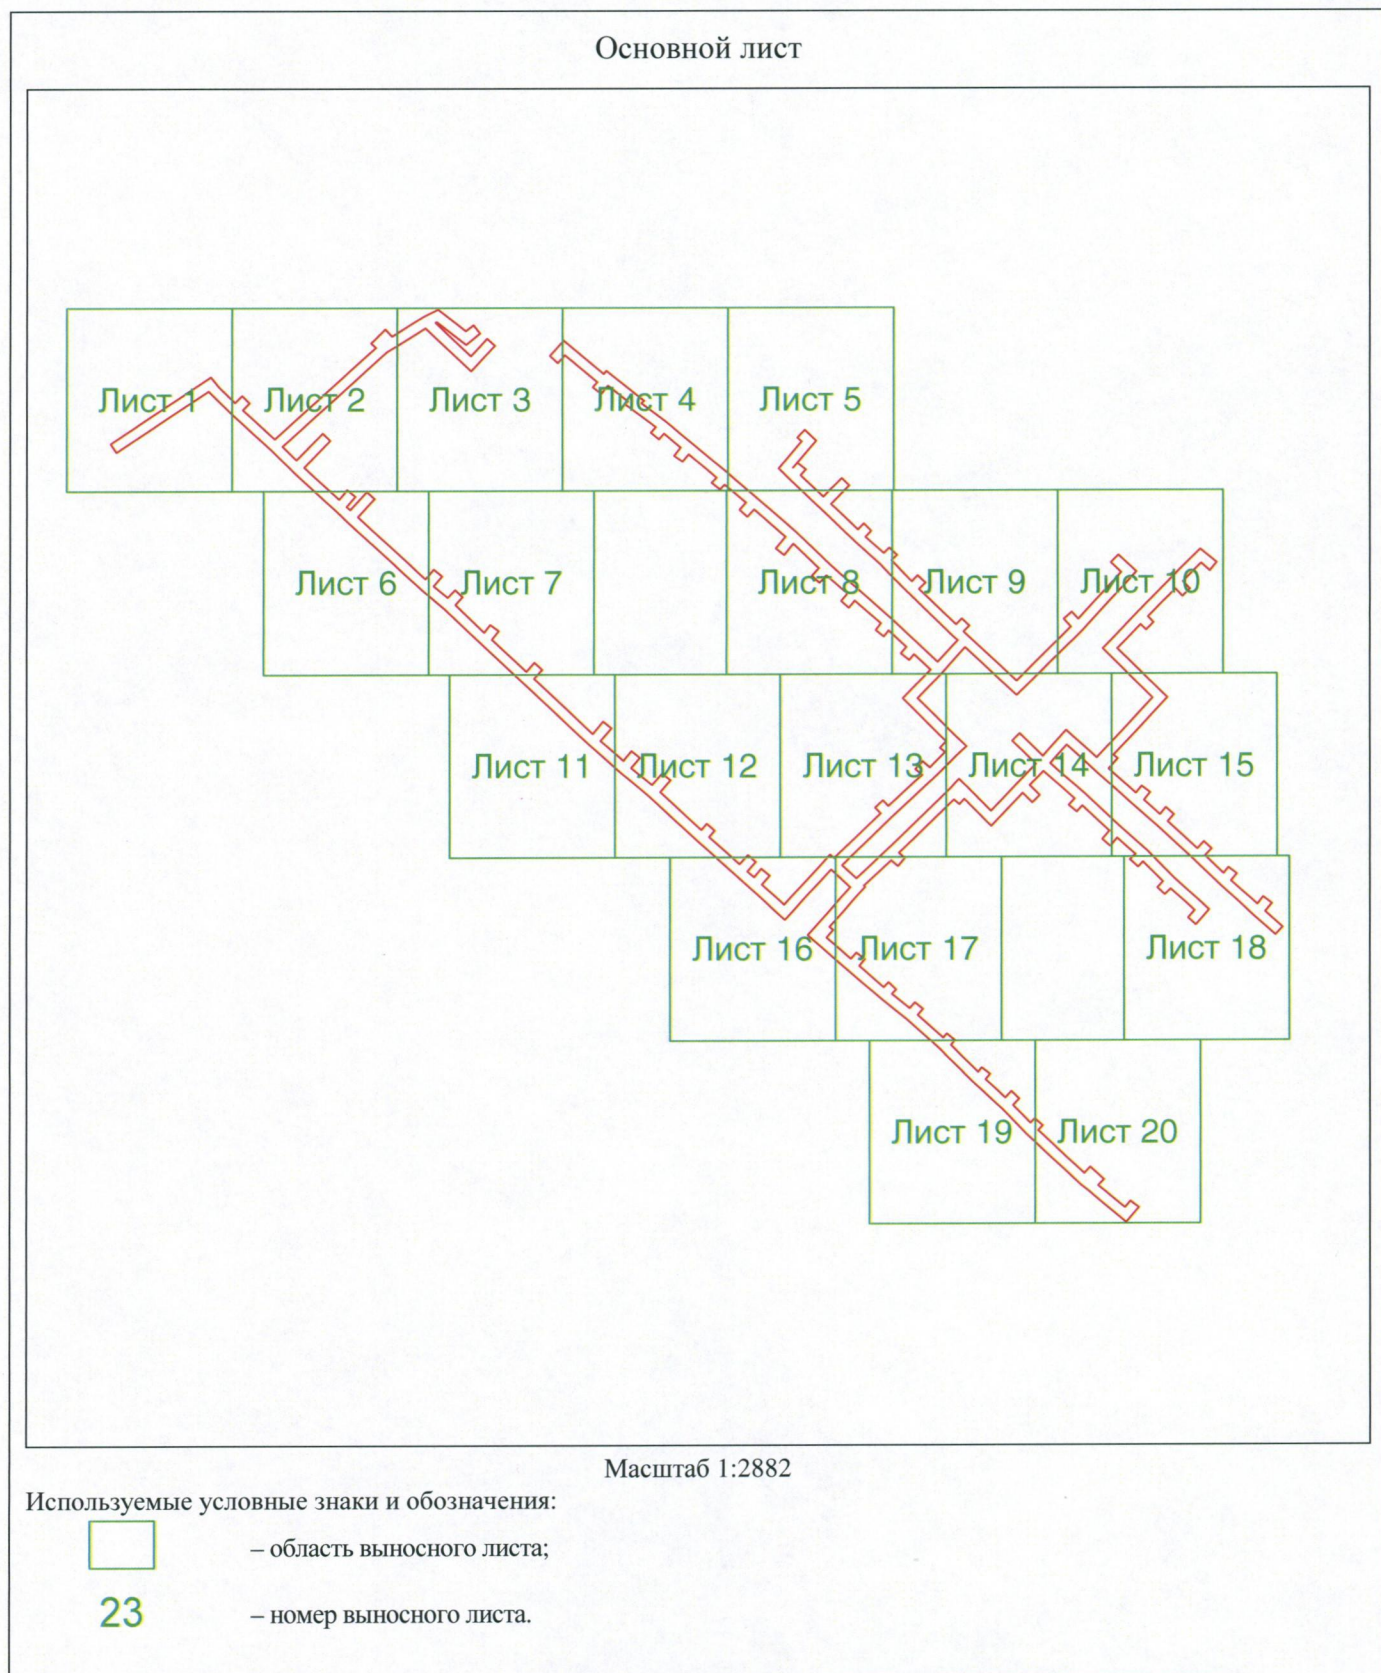 Основной лист
Лист 1
Лист 2
Лист 3
Лист 4
Лист 5
Лист 6
Лист 7
Лист 8
Лист 9
Лист 10
Лист 11
Лист 12
Лист 13
Лист 14
Лист 15
Лист 16
Лист 17
Лист 18
Лист 19
Лист 20
Масштаб 1:2882
Используемые условные знаки и обозначения:
– область выносного листа;
23
– номер выносного листа.